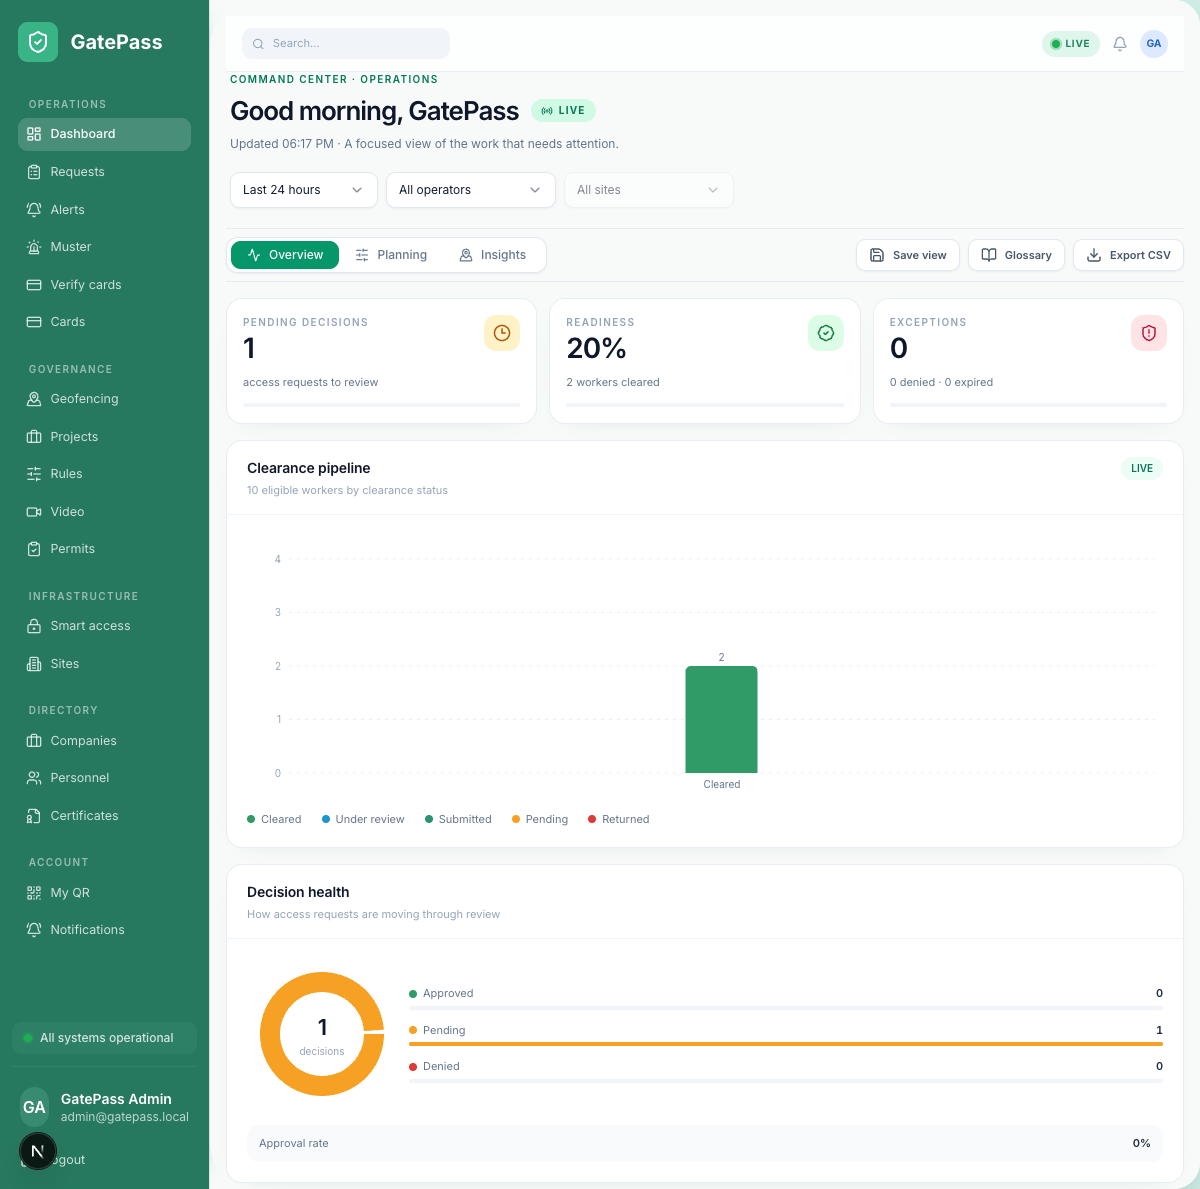 GatePass
OPERATIONS
Dashboard
Requests
Alerts
Muster
Verify cards
Cards
GOVERNANCE
Geofencing
Projects
Rules
Video
Permits
INFRASTRUCTURE
Smart access
Sites
DIRECTORY
Companies
Personnel
Certificates
ACCOUNT
My QR
Notifications
All systems operational
GA
GatePass Admin
admin@gatepass.local
N
ogout
Search...
LIVE
GA
COMMAND CENTER · OPERATIONS
Good morning, GatePass
LIVE
Updated 06:17 PM · A focused view of the work that needs attention.
Last 24 hours
All operators
All sites
Overview
Planning
Insights
Save view
Glossary
Export CSV
PENDING DECISIONS
1
access requests to review
READINESS
20%
2 workers cleared
EXCEPTIONS
0
0 denied · 0 expired
Clearance pipeline
LIVE
10 eligible workers by clearance status
4
3
2
1
0
2
Cleared
Cleared
Under review
Submitted
Pending
Returned
Decision health
How access requests are moving through review
1
decisions
Approved 0
Pending 1
Denied 0
Approval rate 0%